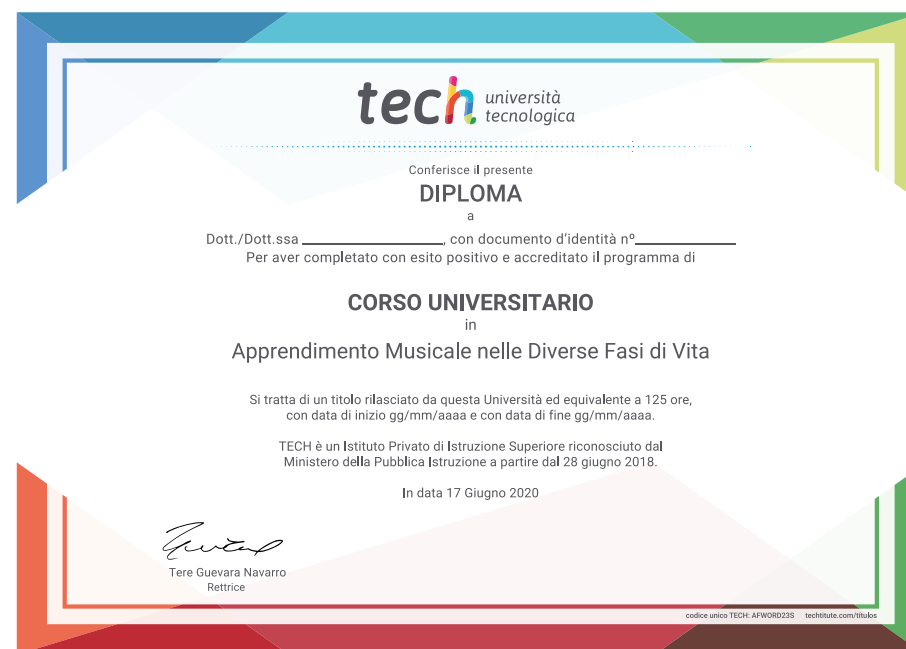 tech università
tecnologica
Conferisce il presente
DIPLOMA
a
Dott./Dott.ssa ____________________, con documento d'identità nº______________
Per aver completato con esito positivo e accreditato il programma di
CORSO UNIVERSITARIO
in
Apprendimento Musicale nelle Diverse Fasi di Vita
Si tratta di un titolo rilasciato da questa Università ed equivalente a 125 ore,
con data di inizio gg/mm/aaaa e con data di fine gg/mm/aaaa.
TECH è un Istituto Privato di Istruzione Superiore riconosciuto dal
Ministero della Pubblica Istruzione a partire dal 28 giugno 2018.
In data 17 Giugno 2020
Tere Guevara Navarro
Rettrice
codice unico TECH: AFWORD23S techtitute.com/titulos